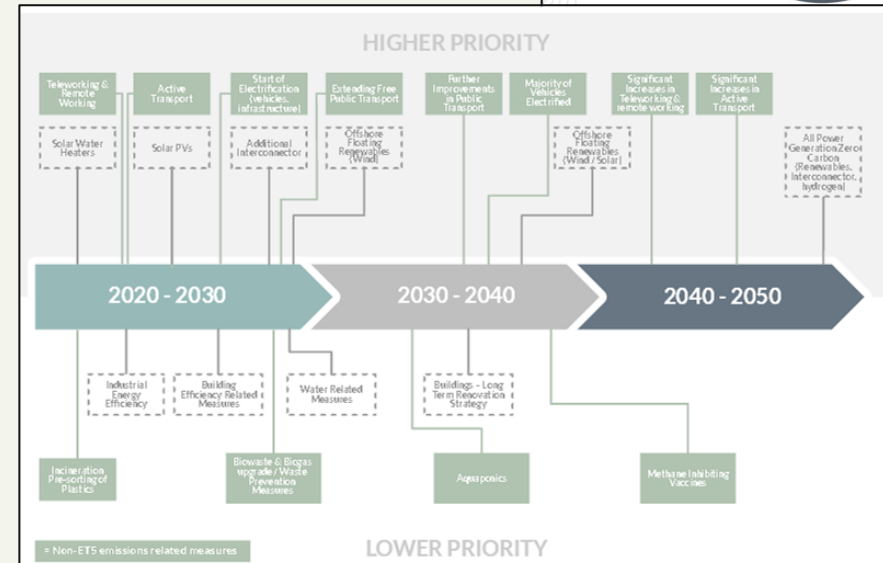 HIGHER PRIORITY
Teleworking &
Remote
Working
Active
Transport
Start of
Electrification
(vehicles,
infrastructure)
Extending Free
Public Transport
Further
Improvements
in Public
Transport
Majority of
Vehicles
Electrified
Significant
Increases in
Teleworking &
remote working
Significant
Increases in
Active
Transport
Solar Water
Heaters
Solar PVs
Additional
Interconnector
Offshore
Floating
Renewables
(Wind)
Offshore
Floating
Renewables
(Wind / Solar)
All Power
Generation Zero
Carbon
(Renewables,
Interconnector,
hydrogen)
2020 - 2030
2030 - 2040
2040 - 2050
Industrial
Energy
Efficiency
Building
Efficiency Related
Measures
Water Related
Measures
Buildings - Long
Term Renovation
Strategy
Incineration
Pre-sorting of
Plastics
Biowaste & Biogas
upgrade / Waste
Prevention
Measures
Aquaponics
Methane Inhibiting
Vaccines
= Non-ETS emissions related measures
LOWER PRIORITY